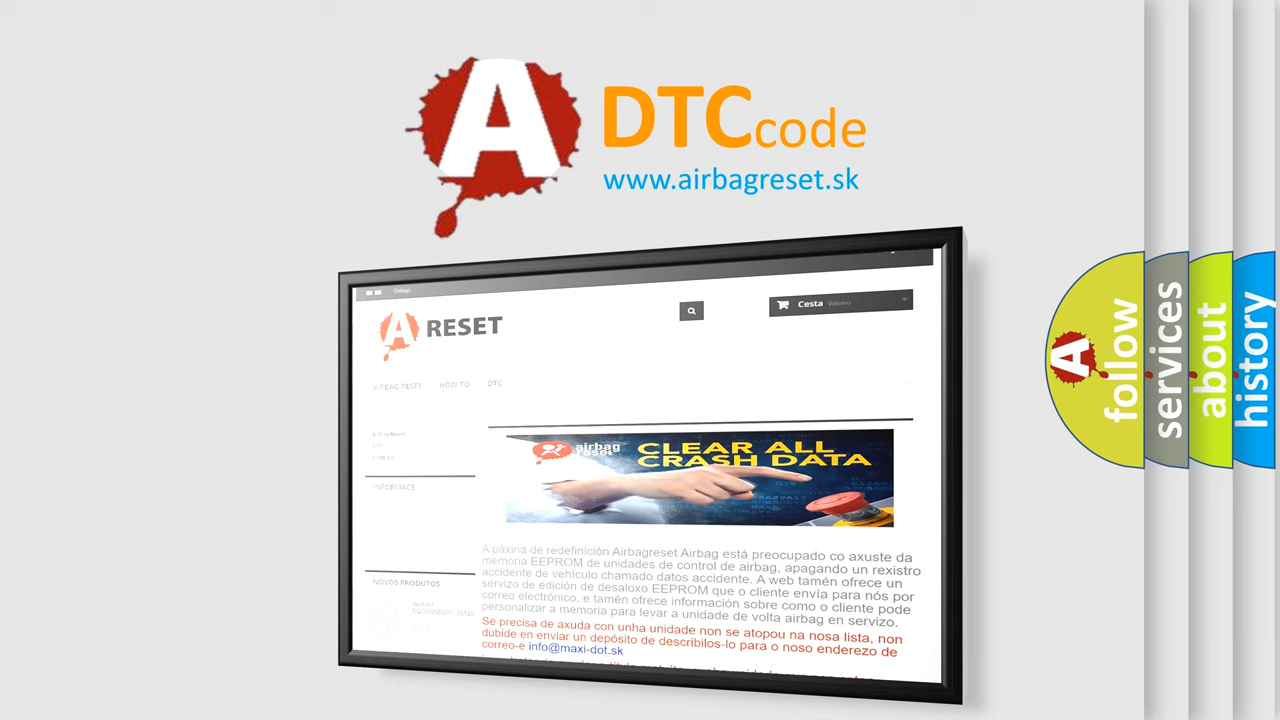 A
DTC code
www.airbagreset.sk
Galego
A RESET
Cesta Valeiro
AIRBAG RESET HOW TO DTC
INFORMACE
NOVOS PRODUTOS
airbag
reset
CLEAR ALL
CRASH DATA
A páxina de redefinición Airbagreset Airbag está preocupado co axuste da
memoria EEPROM de unidades de control de airbag, apagando un rexistro
accidente de vehículo chamado datos accidente. A web tamén ofrece un
servizo de edición de desaloxo EEPROM que o cliente envía para nós por
correo electrónico, e tamén ofrece información sobre como o cliente pode
personalizar a memoria para levar a unidade de volta airbag en servizo.
Se precisa de axuda con unha unidade non se atopou na nosa lista, non
dubide en enviar un depósito de describilos-lo para o noso enderezo de
correo-e info@maxi-dot.sk
A
follow
services
about
history